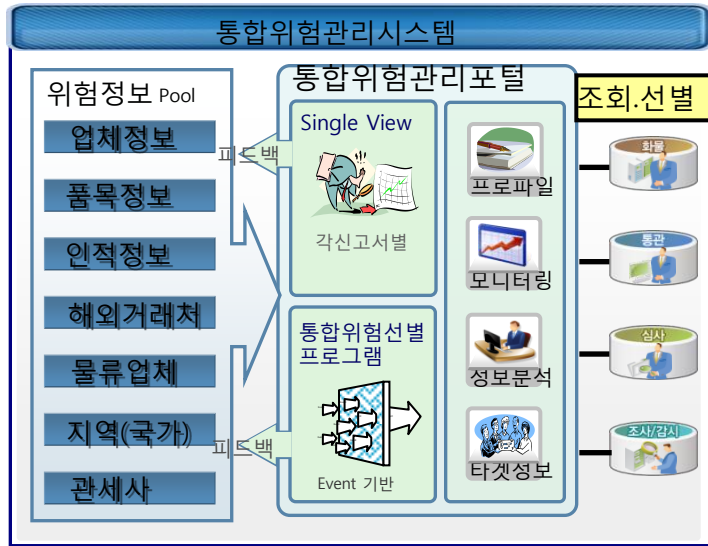 통합위험관리시스템
위험정보 Pool
업체정보
품목정보
인적정보
해외거래처
물류업체
지역(국가)
관세사
피드백
피드백
통합위험관리포털
Single View
각신고서별
통합위험선별
프로그램
Event 기반
프로파일
모니터링
정보분석
타겟정보
조회.선별
화물
통관
심사
조사/감시